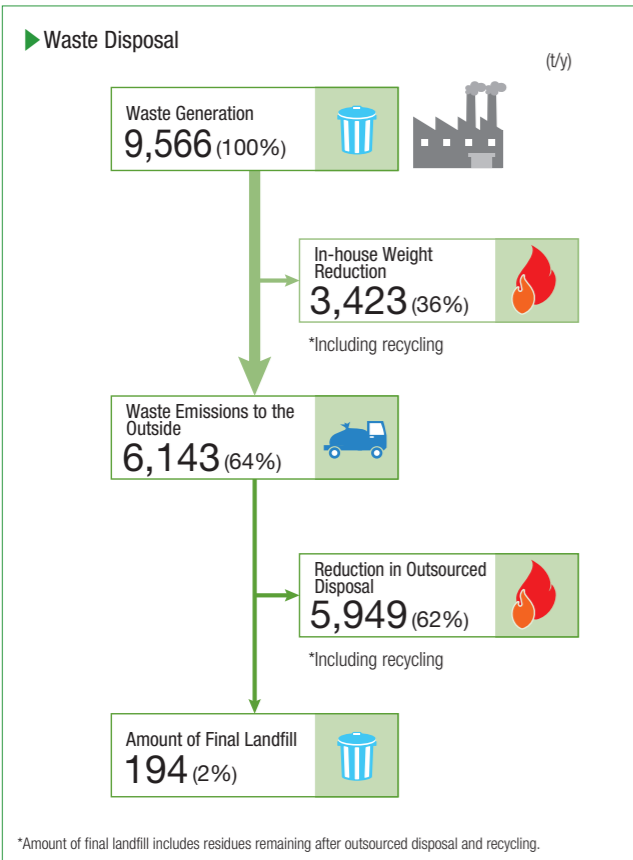 Waste Disposal
(t/y)
Waste Generation
9,566 (100%)
In-house Weight
Reduction
3,423 (36%)
*Including recycling
Waste Emissions to the
Outside
6,143 (64%)
Reduction in Outsourced
Disposal
5,949 (62%)
*Including recycling
Amount of Final Landfill
194 (2%)
*Amount of final landfill includes residues remaining after outsourced disposal and recycling.